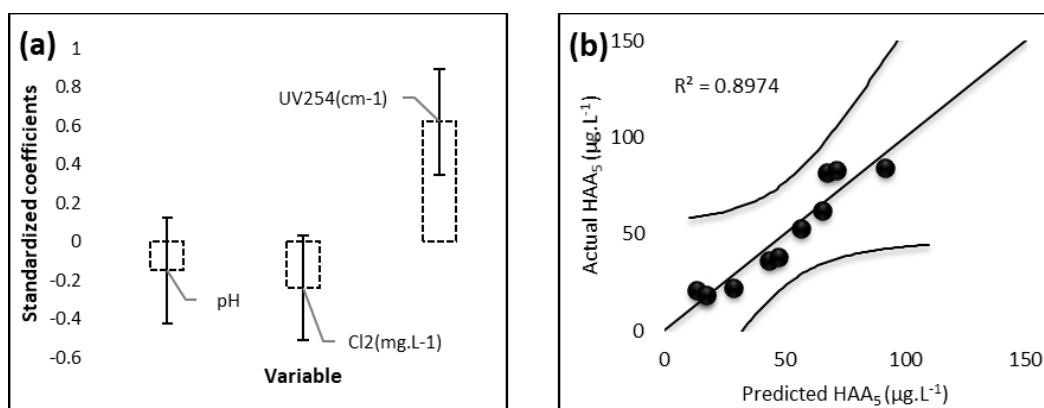 (a)
Standardized coefficients
1
0.8
0.6
0.4
0.2
0
-0.2
-0.4
-0.6
UV254(cm-1)
pH
Cl2(mg.L-1)
Variable
(b)
Actual HAA₅ (µg.L⁻¹)
150
100
50
0
R² = 0.8974
0 50 100 150
Predicted HAA₅ (µg.L⁻¹)